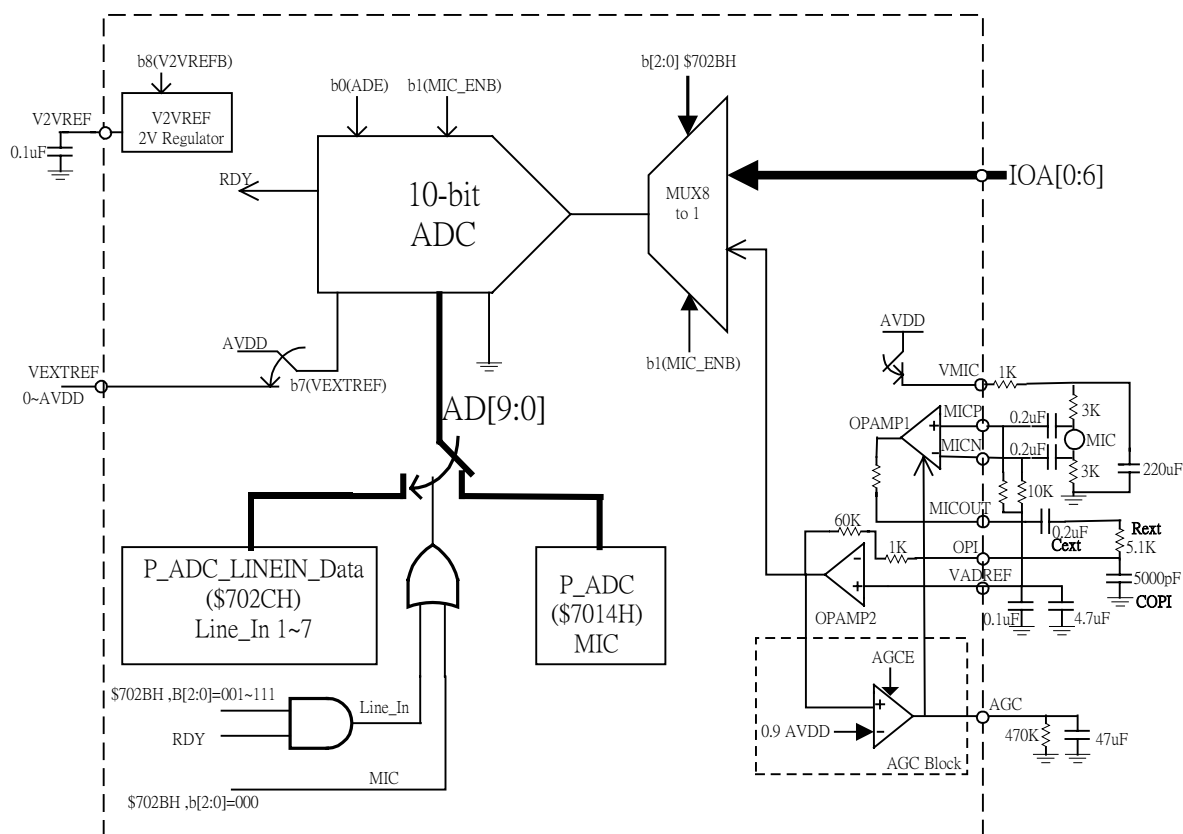 b8(V2VREFB)
V2VREF
V2VREF
2V Regulator
0.1uF
b0(ADE)
b1(MIC_ENB)
RDY
10-bit
ADC
b[2:0] $702BH
MUX8
to 1
IOA[0:6]
b1(MIC_ENB)
AVDD
b7(VEXTREF)
VEXTREF
0~AVDD
AD[9:0]
P_ADC_LINEIN_Data
($702CH)
Line_In 1~7
P_ADC
($7014H)
MIC
$702BH ,B[2:0]=001~111
RDY
Line_In
MIC
$702BH ,b[2:0]=000
AVDD
VMIC
1K
3K
MICP
0.2uF
OPAMP1
MIC
MICN
0.2uF
3K
220uF
10K
MICOUT
0.2uF
Cext
Rext
5.1K
60K
1K
OPI
5000pF
COPI
VADREF
OPAMP2
0.1uF
4.7uF
AGCE
0.9 AVDD
AGC Block
AGC
470K
47uF